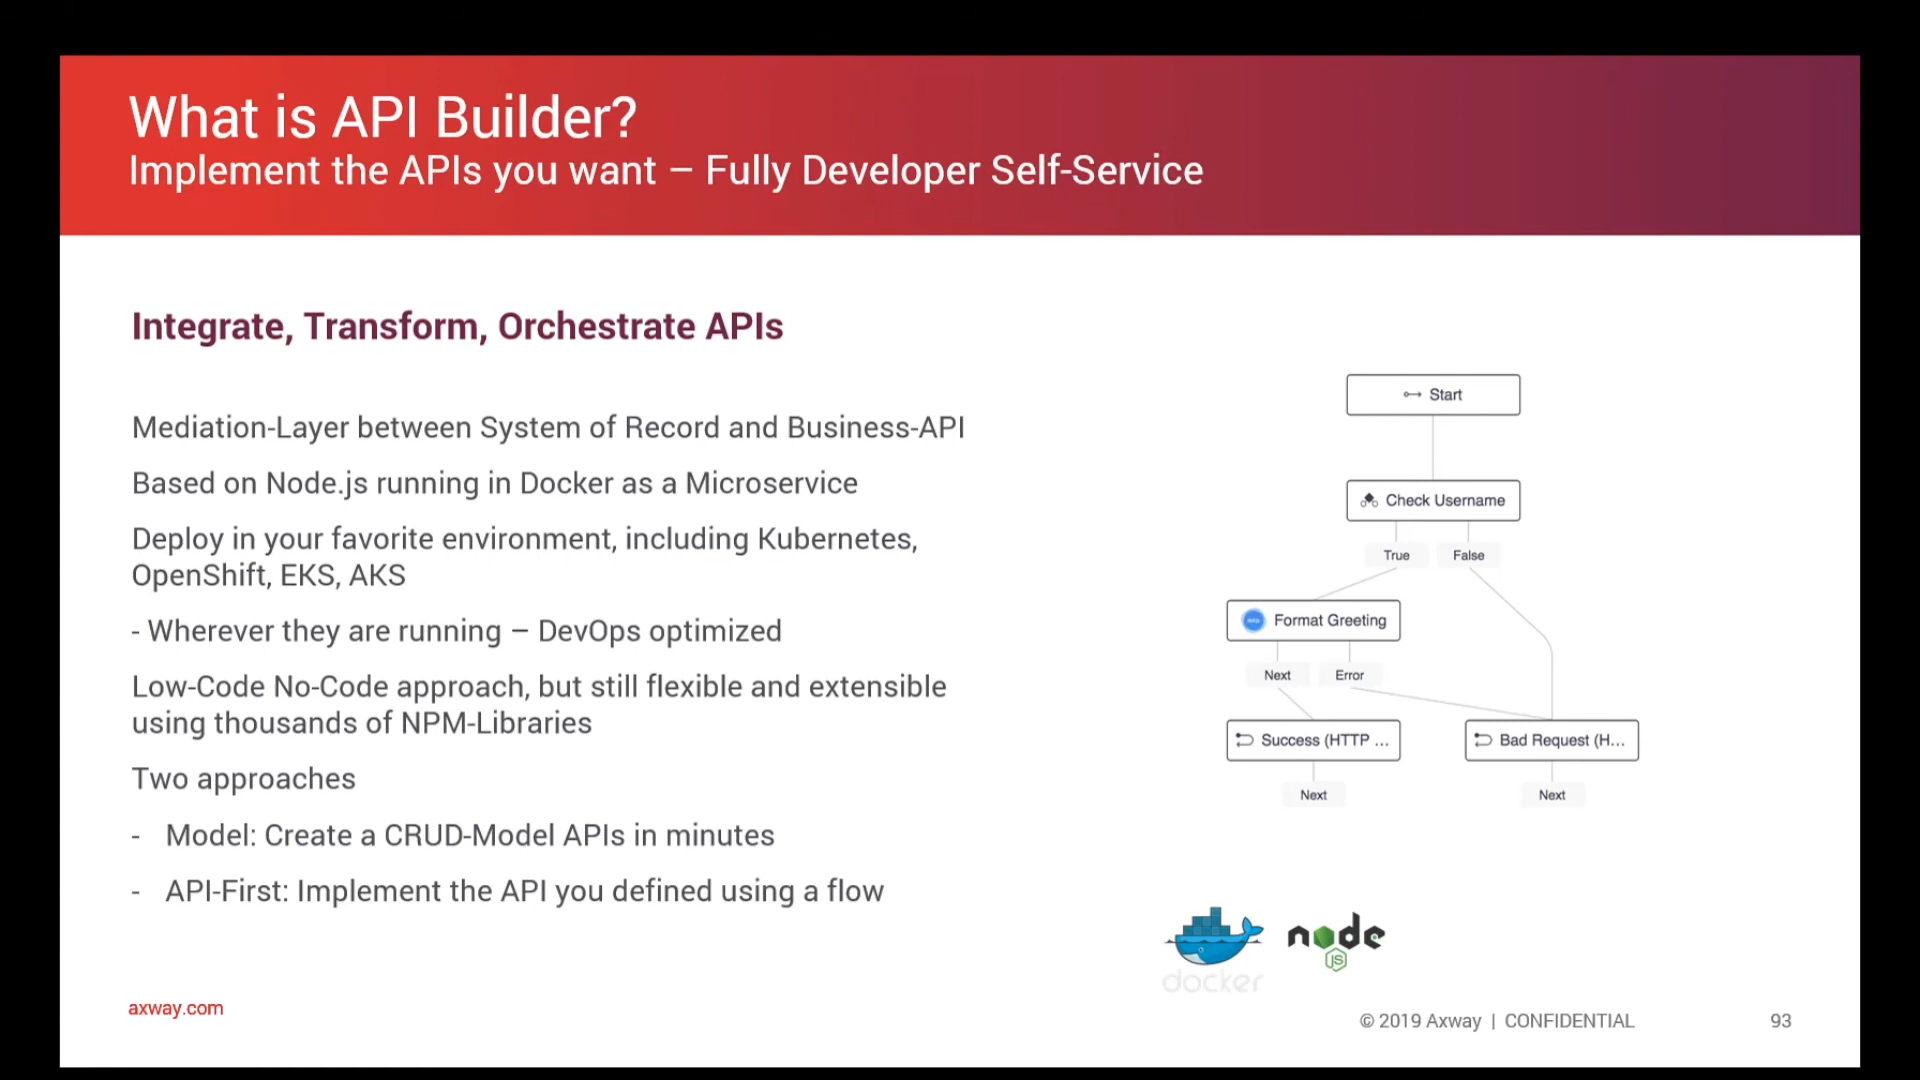 What is API Builder?
Implement the APIs you want – Fully Developer Self-Service
Integrate, Transform, Orchestrate APIs
Mediation-Layer between System of Record and Business-API
Based on Node.js running in Docker as a Microservice
Deploy in your favorite environment, including Kubernetes,
OpenShift, EKS, AKS
- Wherever they are running – DevOps optimized
Low-Code No-Code approach, but still flexible and extensible
using thousands of NPM-Libraries
Two approaches
- Model: Create a CRUD-Model APIs in minutes
- API-First: Implement the API you defined using a flow
Start
Check Username
True False
Format Greeting
Next Error
Success (HTTP ... Bad Request (H...
Next Next
docker node
JS
axway.com
© 2019 Axway | CONFIDENTIAL 93